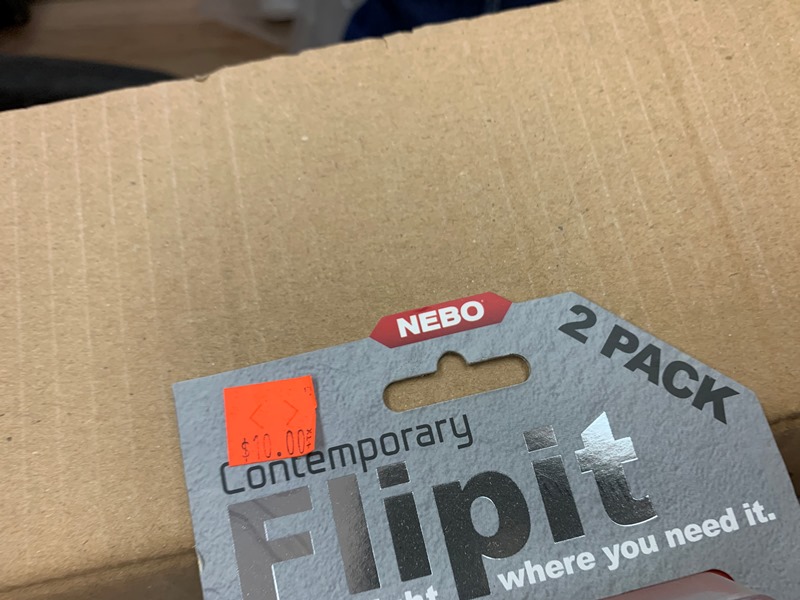 NEBO
2 PACK
$10.00
Contemporary
Flipit
where you need it.